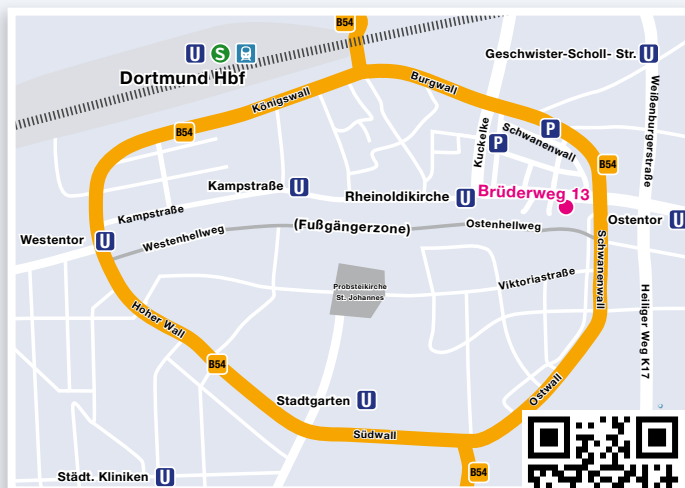 B54
U S
Dortmund Hbf
Geschwister-Scholl- Str. U
Königswall
Burgwall
Weißenburgerstraße
B54
Kuckelke
P
P
Schwanenwall
B54
Kampstraße U
Rheinoldikirche U
Brüderweg 13
Kampstraße
Ostentor U
Westentor U
Westenhellweg
(Fußgängerzone)
Ostenhellweg
Schwanenwall
Probsteikirche
St. Johannes
Viktoriastraße
Heiliger Weg K17
Hoher Wall
B54
Stadtgarten U
Ostwall
Südwall
B54
Städt. Kliniken U